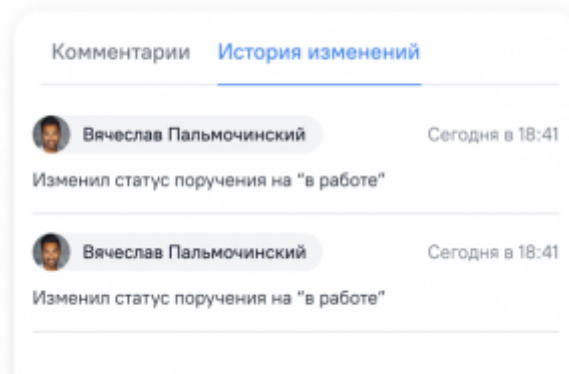 Комментарии История изменений
Вячеслав Пальмочинский Сегодня в 18:41
Изменил статус поручения на “в работе”
Вячеслав Пальмочинский Сегодня в 18:41
Изменил статус поручения на “в работе”